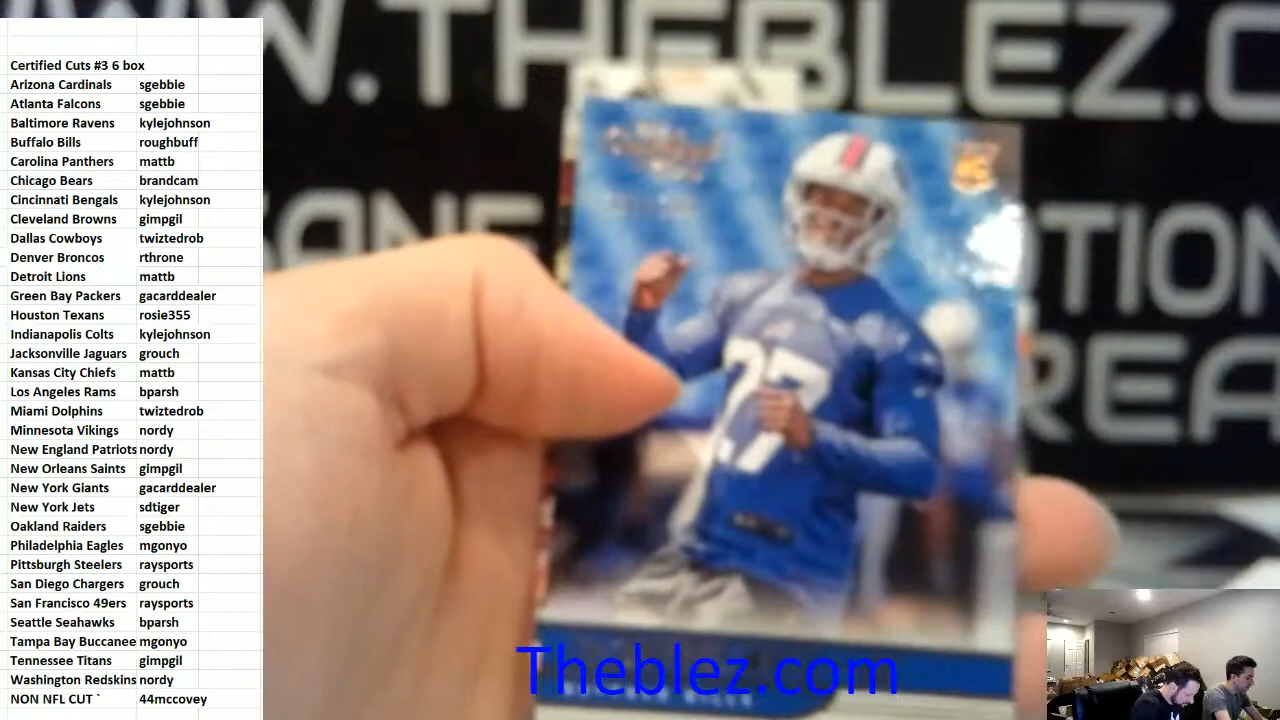 Certified Cuts #3 6 box
Arizona Cardinals sgebbie
Atlanta Falcons sgebbie
Baltimore Ravens kylejohnson
Buffalo Bills roughbuff
Carolina Panthers mattb
Chicago Bears brandcam
Cincinnati Bengals kylejohnson
Cleveland Browns gimpgil
Dallas Cowboys twiztedrob
Denver Broncos rthrone
Detroit Lions mattb
Green Bay Packers gacarddealer
Houston Texans rosie355
Indianapolis Colts kylejohnson
Jacksonville Jaguars grouch
Kansas City Chiefs mattb
Los Angeles Rams bparsh
Miami Dolphins twiztedrob
Minnesota Vikings nordy
New England Patriots nordy
New Orleans Saints gimpgil
New York Giants gacarddealer
New York Jets sdtiger
Oakland Raiders sgebbie
Philadelphia Eagles mgonyo
Pittsburgh Steelers raysports
San Diego Chargers grouch
San Francisco 49ers raysports
Seattle Seahawks bparsh
Tampa Bay Buccanee mgonyo
Tennessee Titans gimpgil
Washington Redskins nordy
NON NFL CUT ` 44mccovey
WWW.THEBLEZ.C
SANE
TION
REA
27
Theblez.com